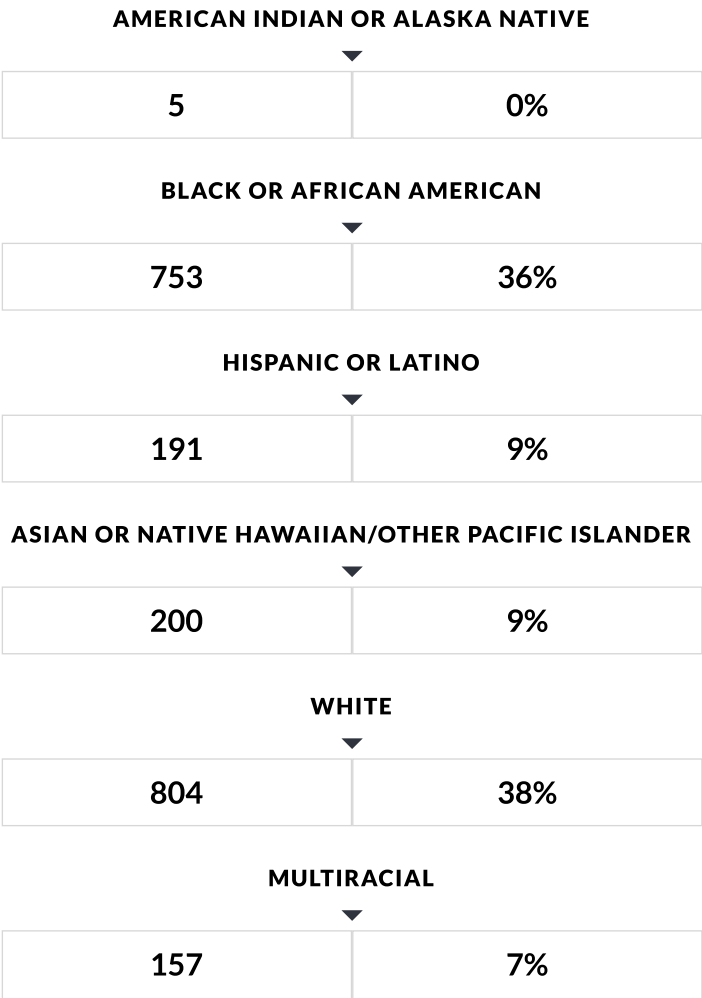 AMERICAN INDIAN OR ALASKA NATIVE
5 0%
BLACK OR AFRICAN AMERICAN
753 36%
HISPANIC OR LATINO
191 9%
ASIAN OR NATIVE HAWAIIAN/OTHER PACIFIC ISLANDER
200 9%
WHITE
804 38%
MULTIRACIAL
157 7%